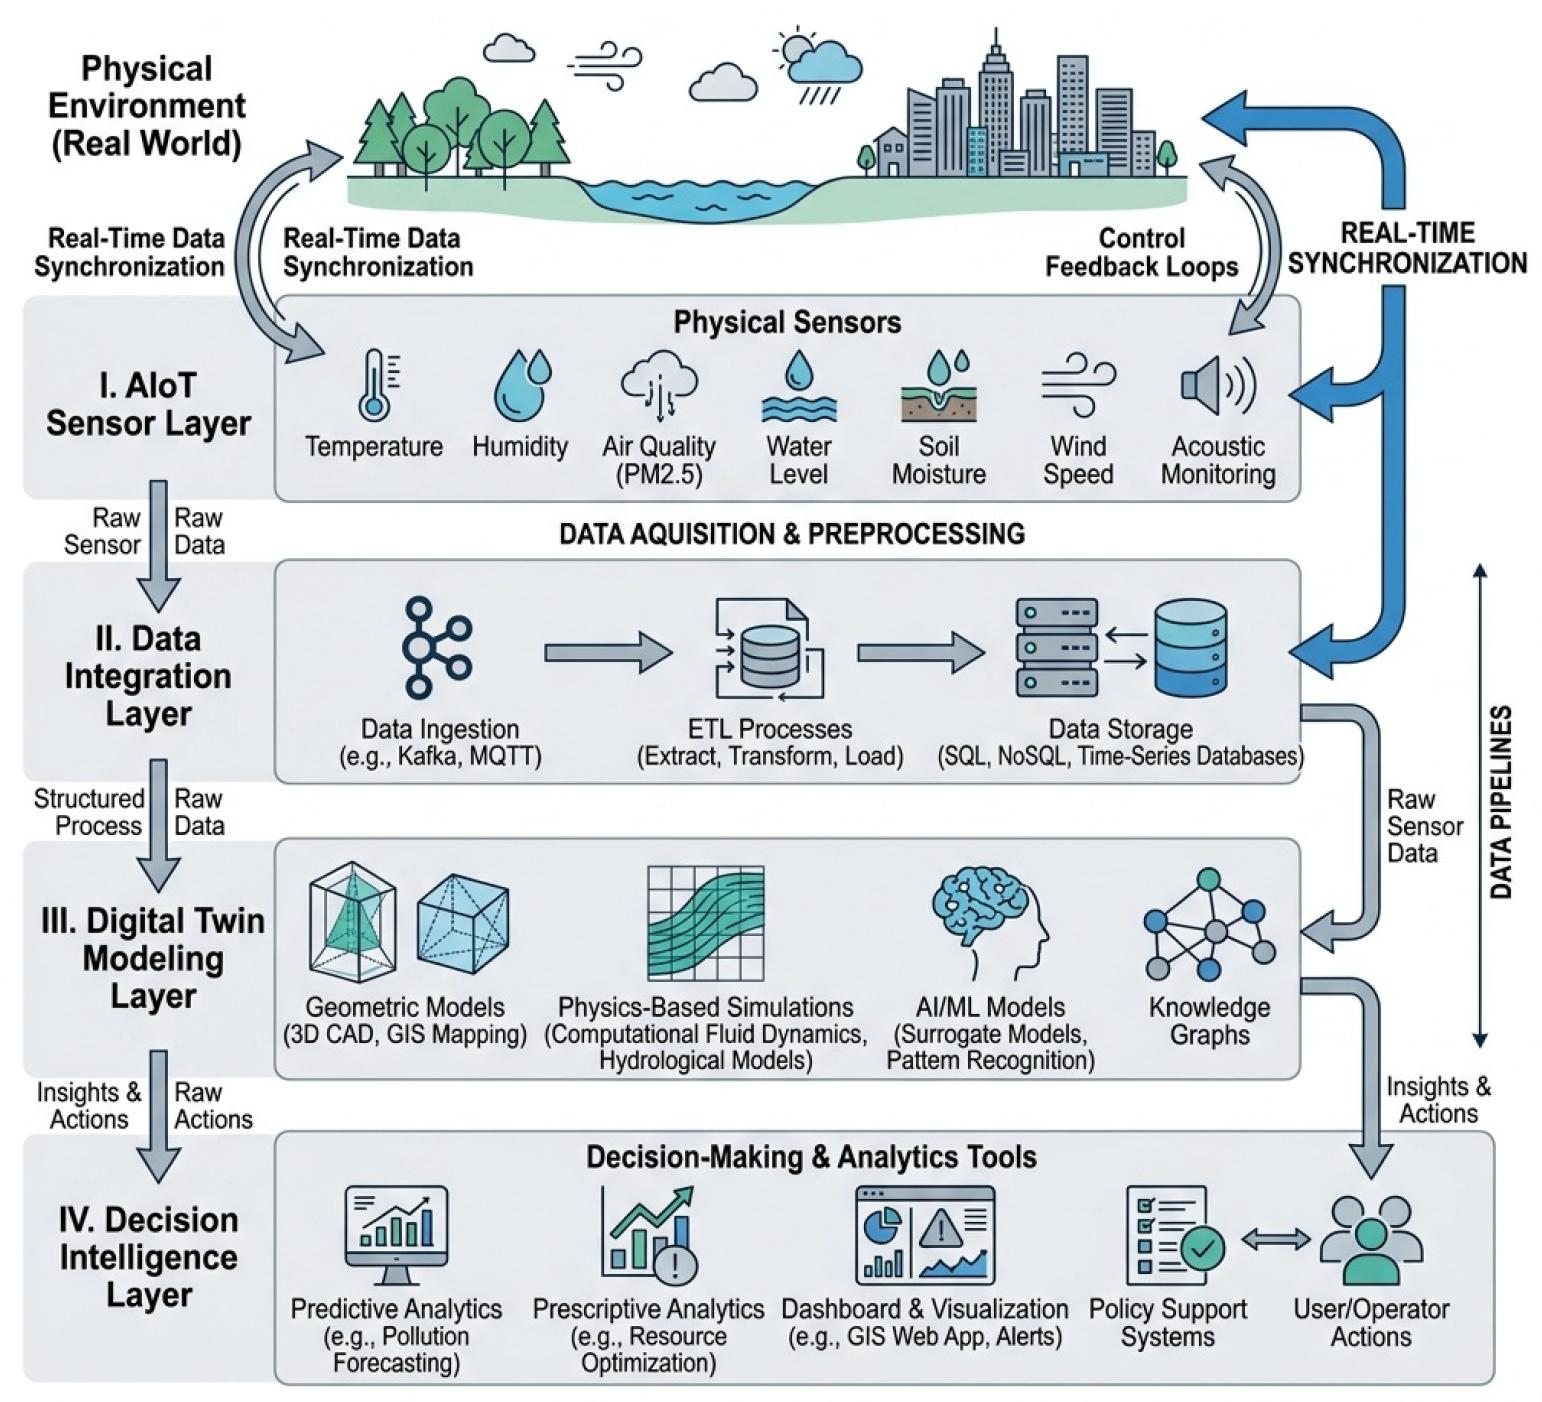 Physical
Environment
(Real World)
Real-Time Data
Synchronization
Real-Time Data
Synchronization
Control
Feedback Loops
REAL-TIME
SYNCHRONIZATION
I. AIoT
Sensor Layer
Physical Sensors
Temperature
Humidity
Air Quality
(PM2.5)
Water
Level
Soil
Moisture
Wind
Speed
Acoustic
Monitoring
Raw
Sensor
Raw
Data
DATA AQUISITION & PREPROCESSING
II. Data
Integration
Layer
Data Ingestion
(e.g., Kafka, MQTT)
ETL Processes
(Extract, Transform, Load)
Data Storage
(SQL, NoSQL, Time-Series Databases)
Structured
Process
Raw
Data
Raw
Sensor
Data
DATA PIPELINES
III. Digital Twin
Modeling
Layer
Geometric Models
(3D CAD, GIS Mapping)
Physics-Based Simulations
(Computational Fluid Dynamics,
Hydrological Models)
AI/ML Models
(Surrogate Models,
Pattem Recognition)
Knowledge
Graphs
Insights &
Actions
Raw
Actions
Insights &
Actions
IV. Decision
Intelligence
Layer
Decision-Making & Analytics Tools
Predictive Analytics
(e.g., Pollution
Forecasting)
Prescriptive Analytics
(e.g., Resource
Optimization)
Dashboard & Visualization
(e.g., GIS Web App, Alerts)
Policy Support
Systems
User/Operator
Actions